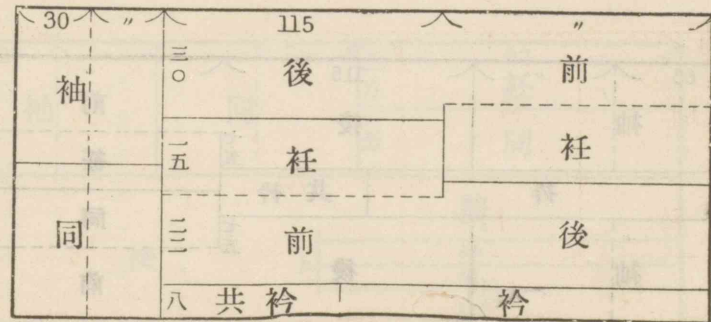 30 〃 115 〃
袖
同
三〇
一五
二二
八
後
衽
前
共衿
前
衽
後
衿